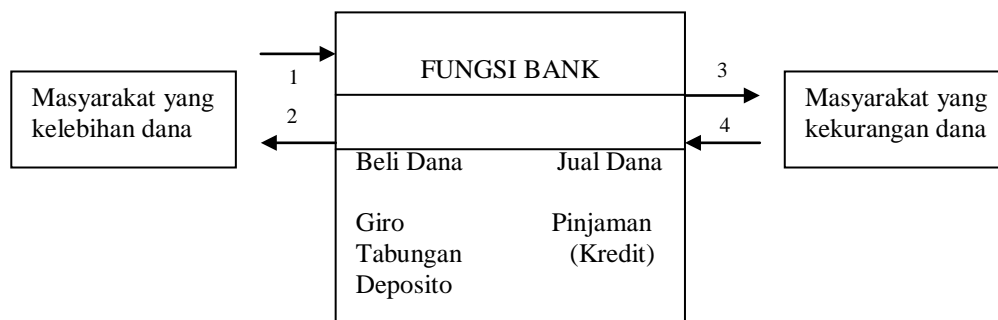 1
FUNGSI BANK
3
Masyarakat yang
kelebihan dana
2
4
Masyarakat yang
kekurangan dana
Beli Dana Jual Dana
Giro Pinjaman
Tabungan (Kredit)
Deposito